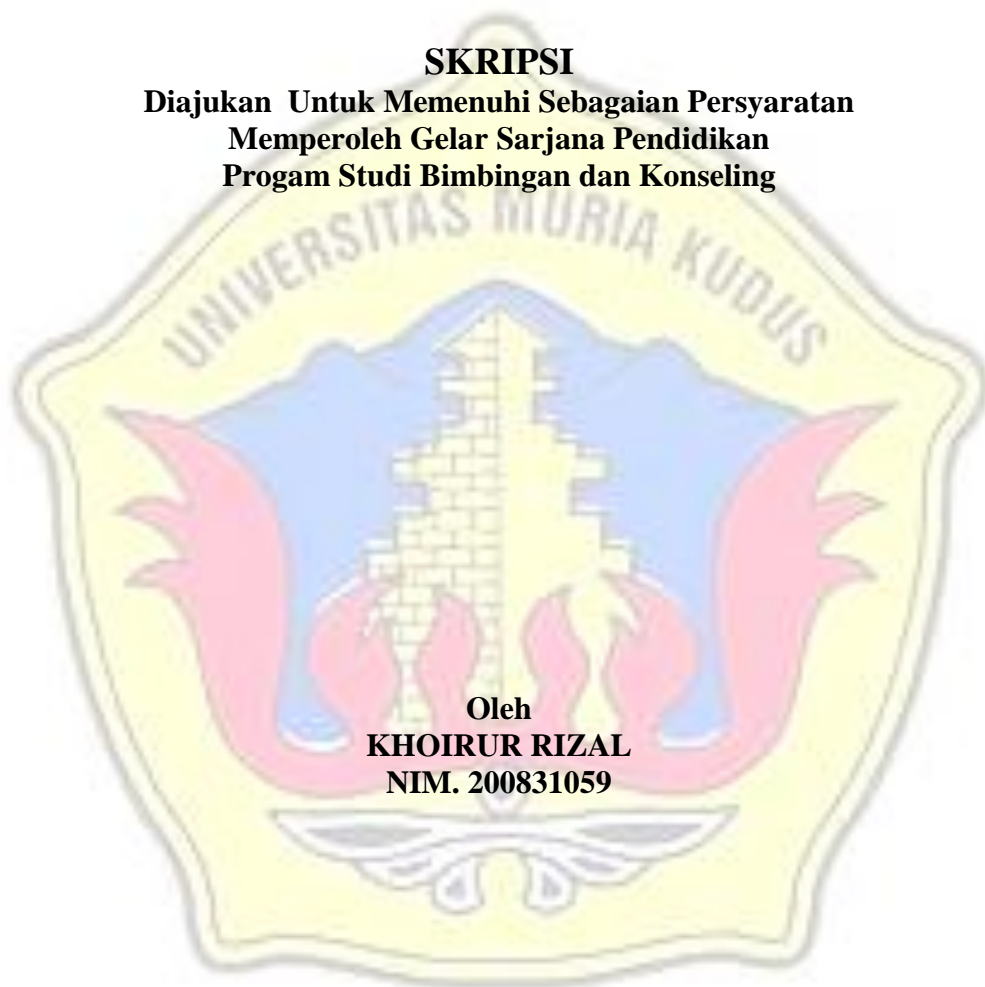 SKRIPSI
Diajukan Untuk Memenuhi Sebagaian Persyaratan
Memperoleh Gelar Sarjana Pendidikan
Progam Studi Bimbingan dan Konseling
UNIVERSITAS MURIA KUDUS
Oleh
KHOIRUR RIZAL
NIM. 200831059